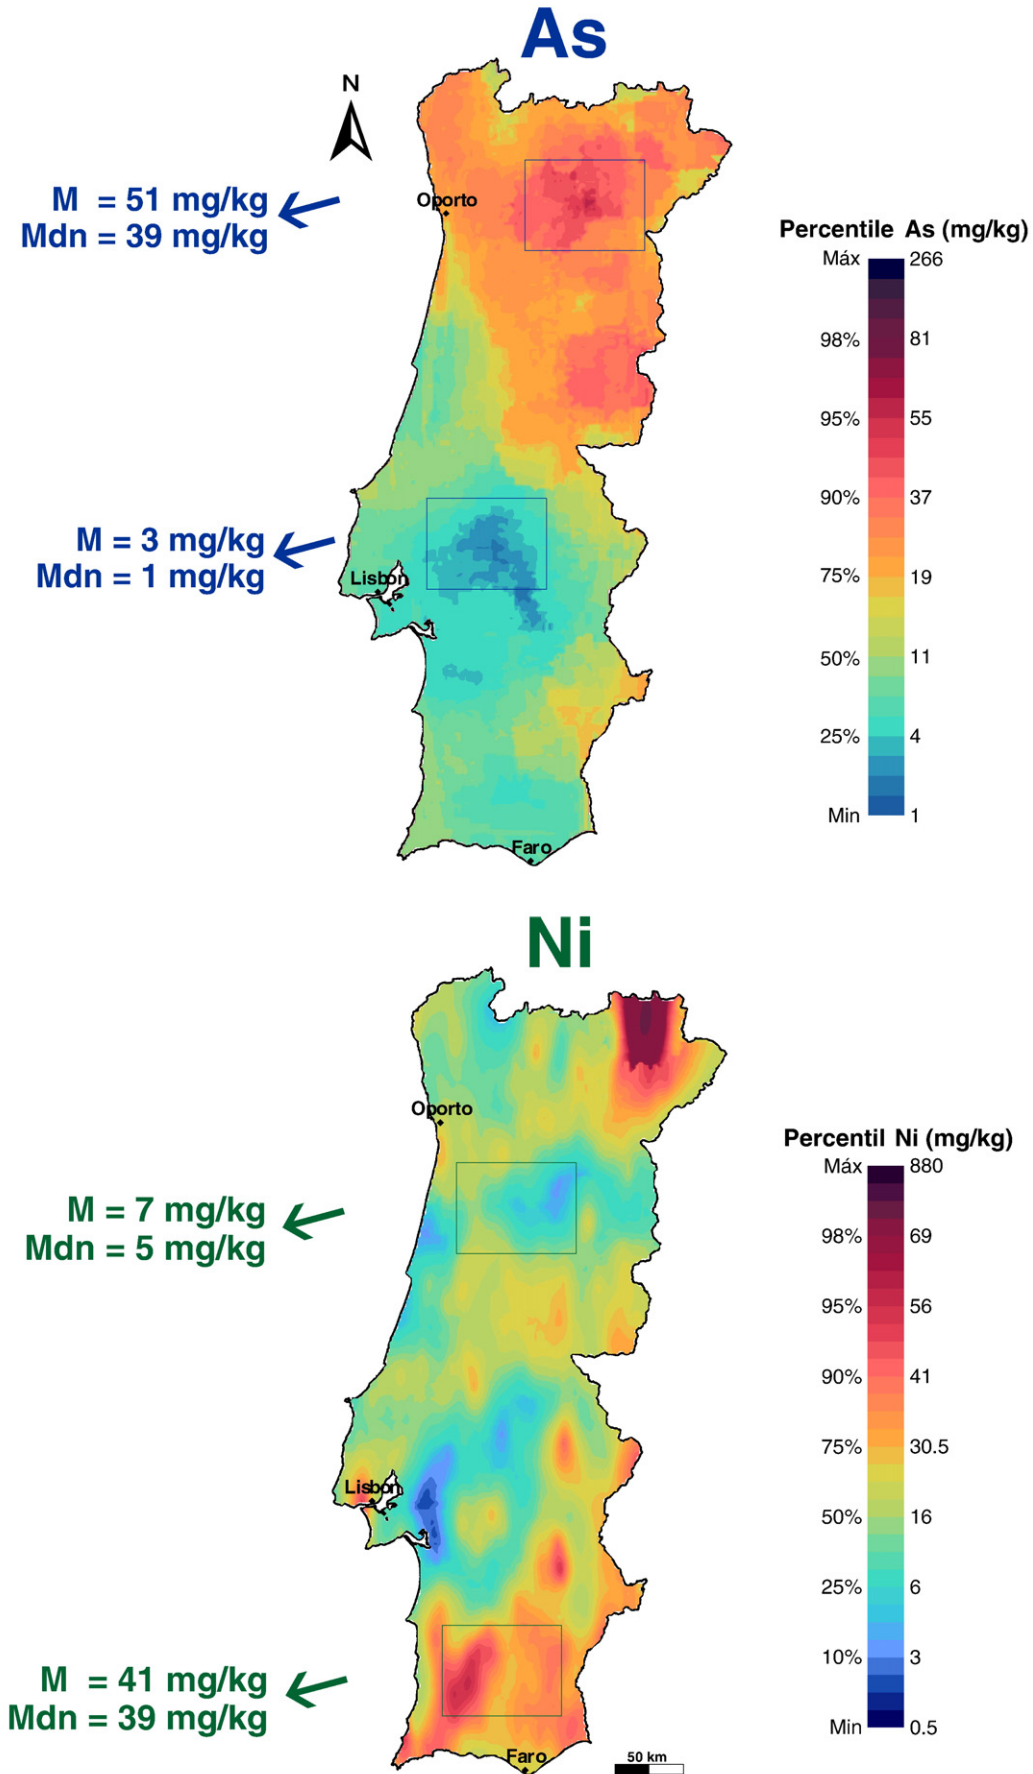 As
N
M = 51 mg/kg
Mdn = 39 mg/kg
Oporto
Percentile As (mg/kg)
Máx 266
98% 81
95% 55
90% 37
75% 19
50% 11
25% 4
Min 1
M = 3 mg/kg
Mdn = 1 mg/kg
Lisbon
Faro
Ni
Oporto
Percentil Ni (mg/kg)
Máx 880
98% 69
95% 56
90% 41
75% 30.5
50% 16
25% 6
10% 3
Min 0.5
M = 7 mg/kg
Mdn = 5 mg/kg
Lisbon
M = 41 mg/kg
Mdn = 39 mg/kg
Faro
50 km